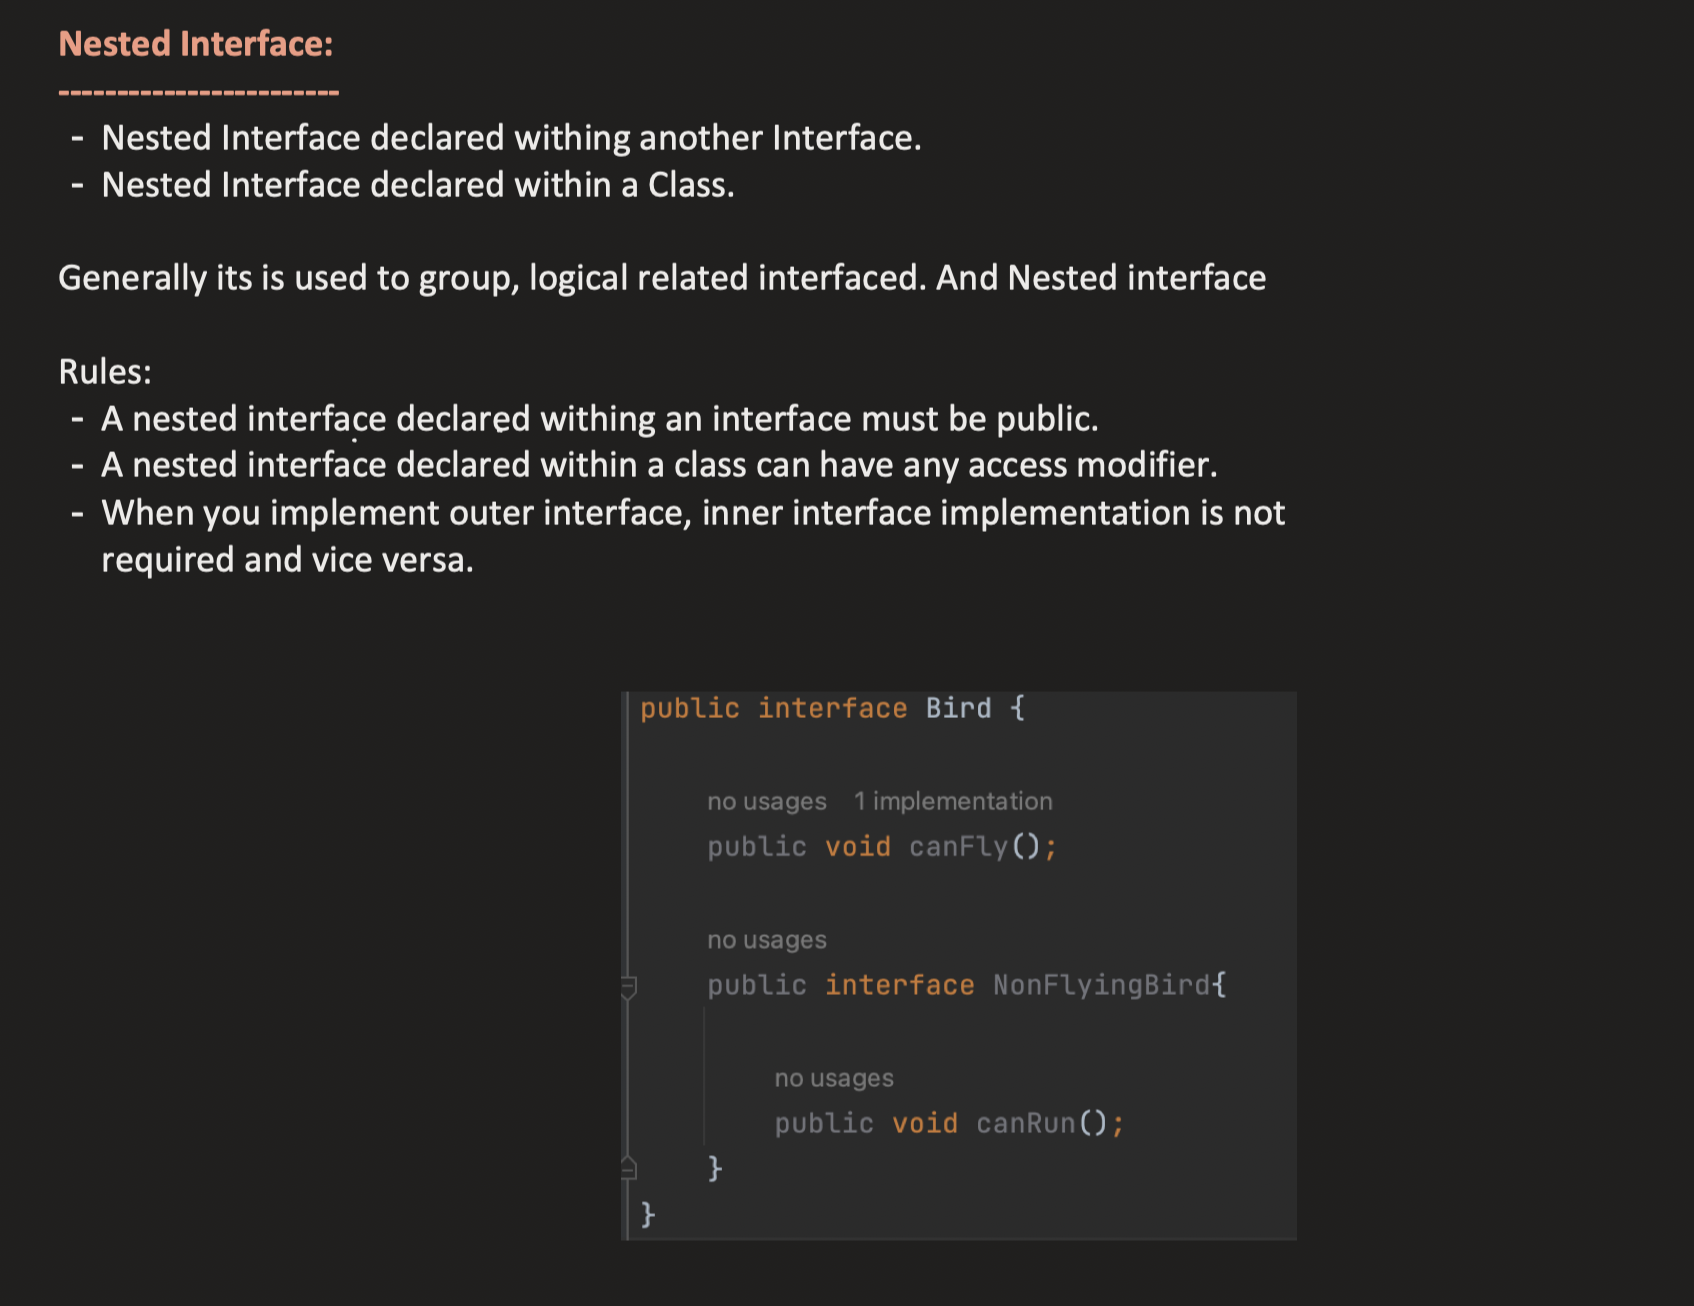 Nested Interface:
------------------------
- Nested Interface declared withing another Interface.
- Nested Interface declared within a Class.
Generally its is used to group, logical related interfaced. And Nested interface
Rules:
- A nested interface declared withing an interface must be public.
- A nested interface declared within a class can have any access modifier.
- When you implement outer interface, inner interface implementation is not
required and vice versa.
public interface Bird {
no usages 1 implementation
public void canFly();
no usages
public interface NonFlyingBird{
no usages
public void canRun();
}
}